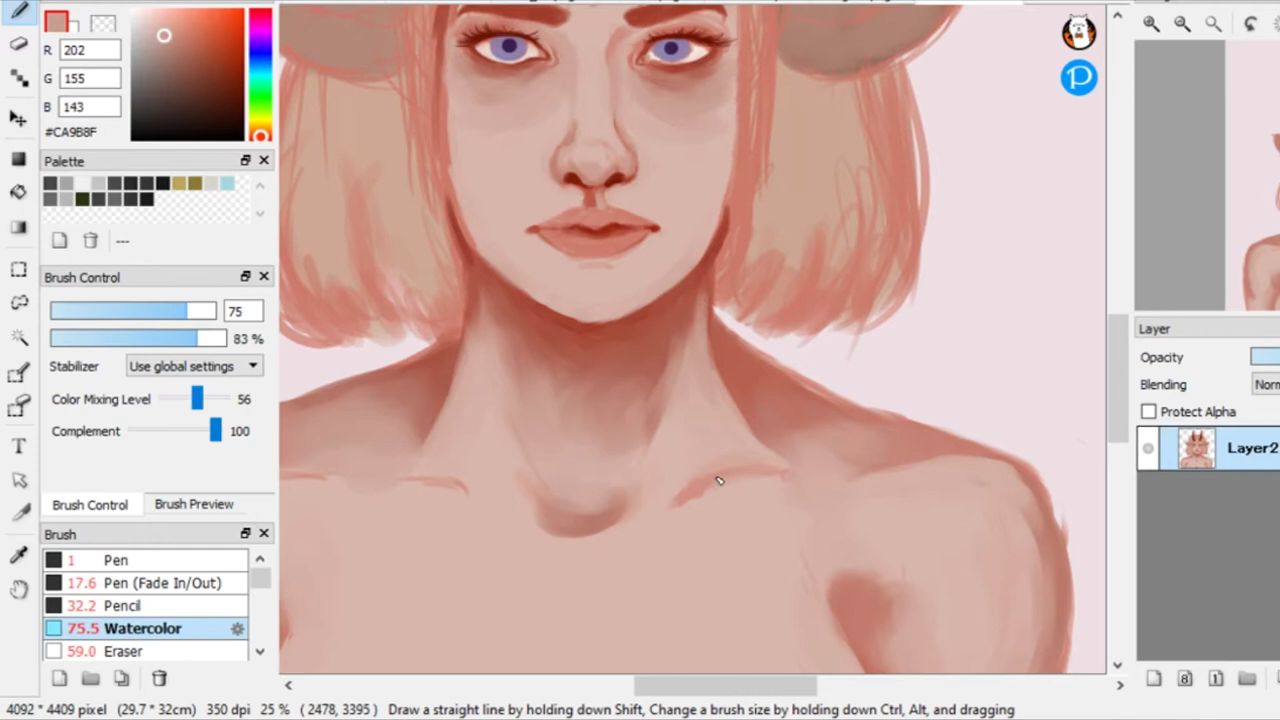 R 202
G 155
B 143
#CA9B8F
Palette
---
Brush Control
75
83 %
Stabilizer Use global settings
Color Mixing Level 56
Complement 100
Brush Control Brush Preview
Brush
1 Pen
17.6 Pen (Fade In/Out)
32.2 Pencil
75.5 Watercolor
59.0 Eraser
P
Layer
Opacity
Blending
Protect Alpha
Layer2
8 1
T
4092 * 4409 pixel (29.7 * 32cm) 350 dpi 25 % ( 2478, 3395 ) Draw a straight line by holding down Shift, Change a brush size by holding down Ctrl, Alt, and dragging